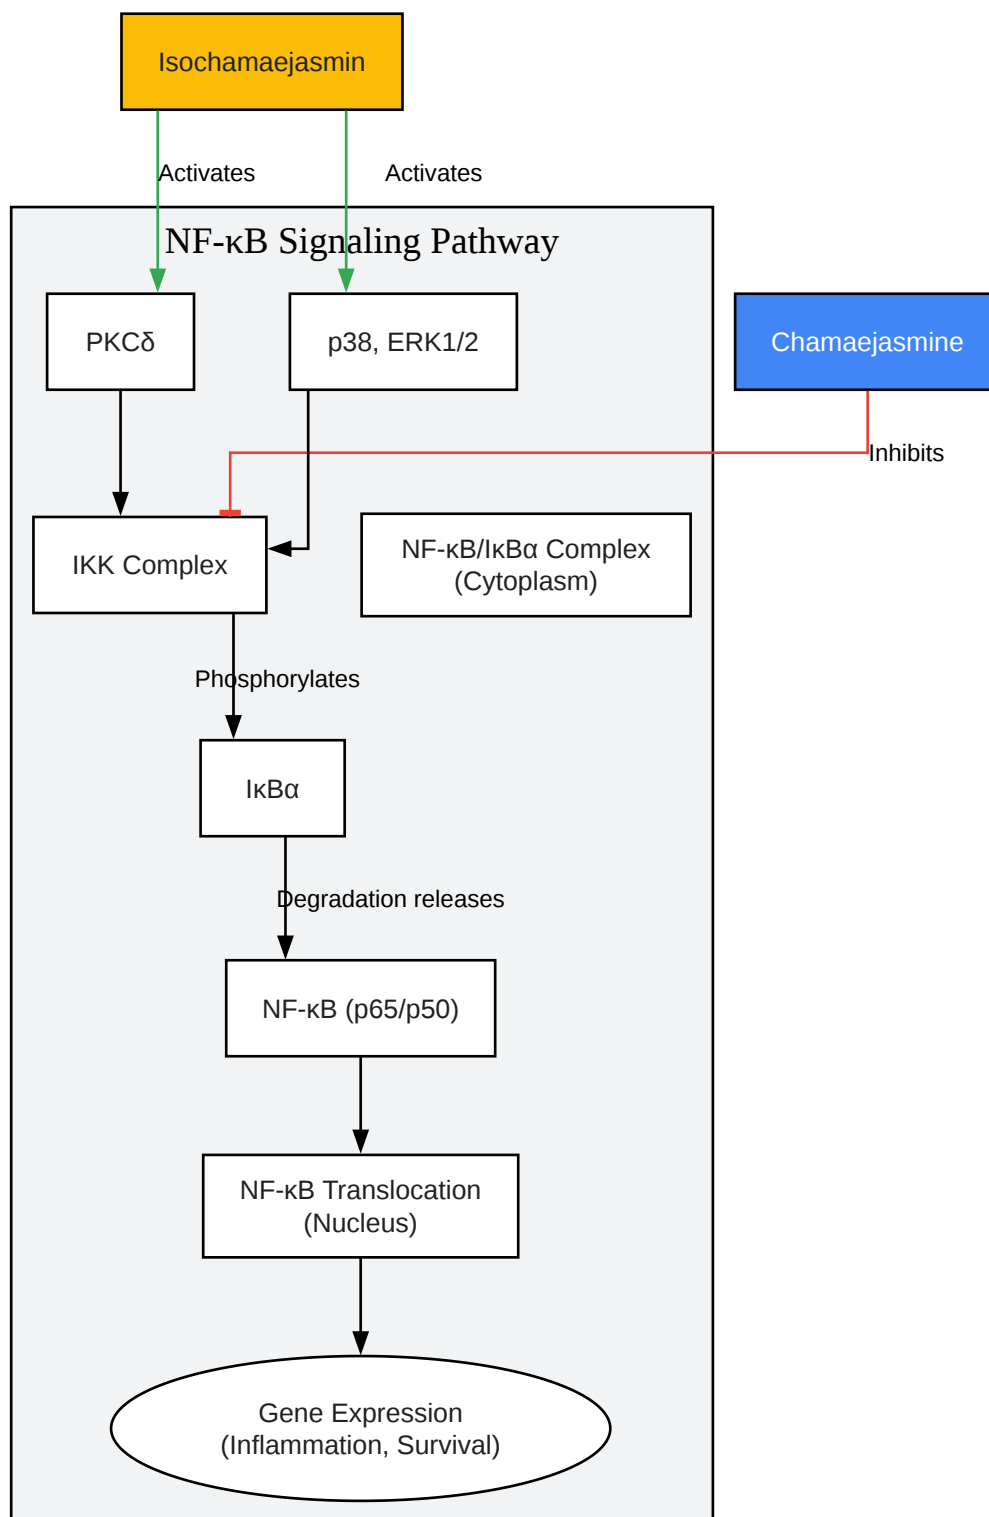 Isochamaejasmin
Activates
Activates
NF-κB Signaling Pathway
PKCδ
p38, ERK1/2
Chamaejasmine
Inhibits
IKK Complex
NF-κB/IκBα Complex
(Cytoplasm)
Phosphorylates
IκBα
Degradation releases
NF-κB (p65/p50)
NF-κB Translocation
(Nucleus)
Gene Expression
(Inflammation, Survival)